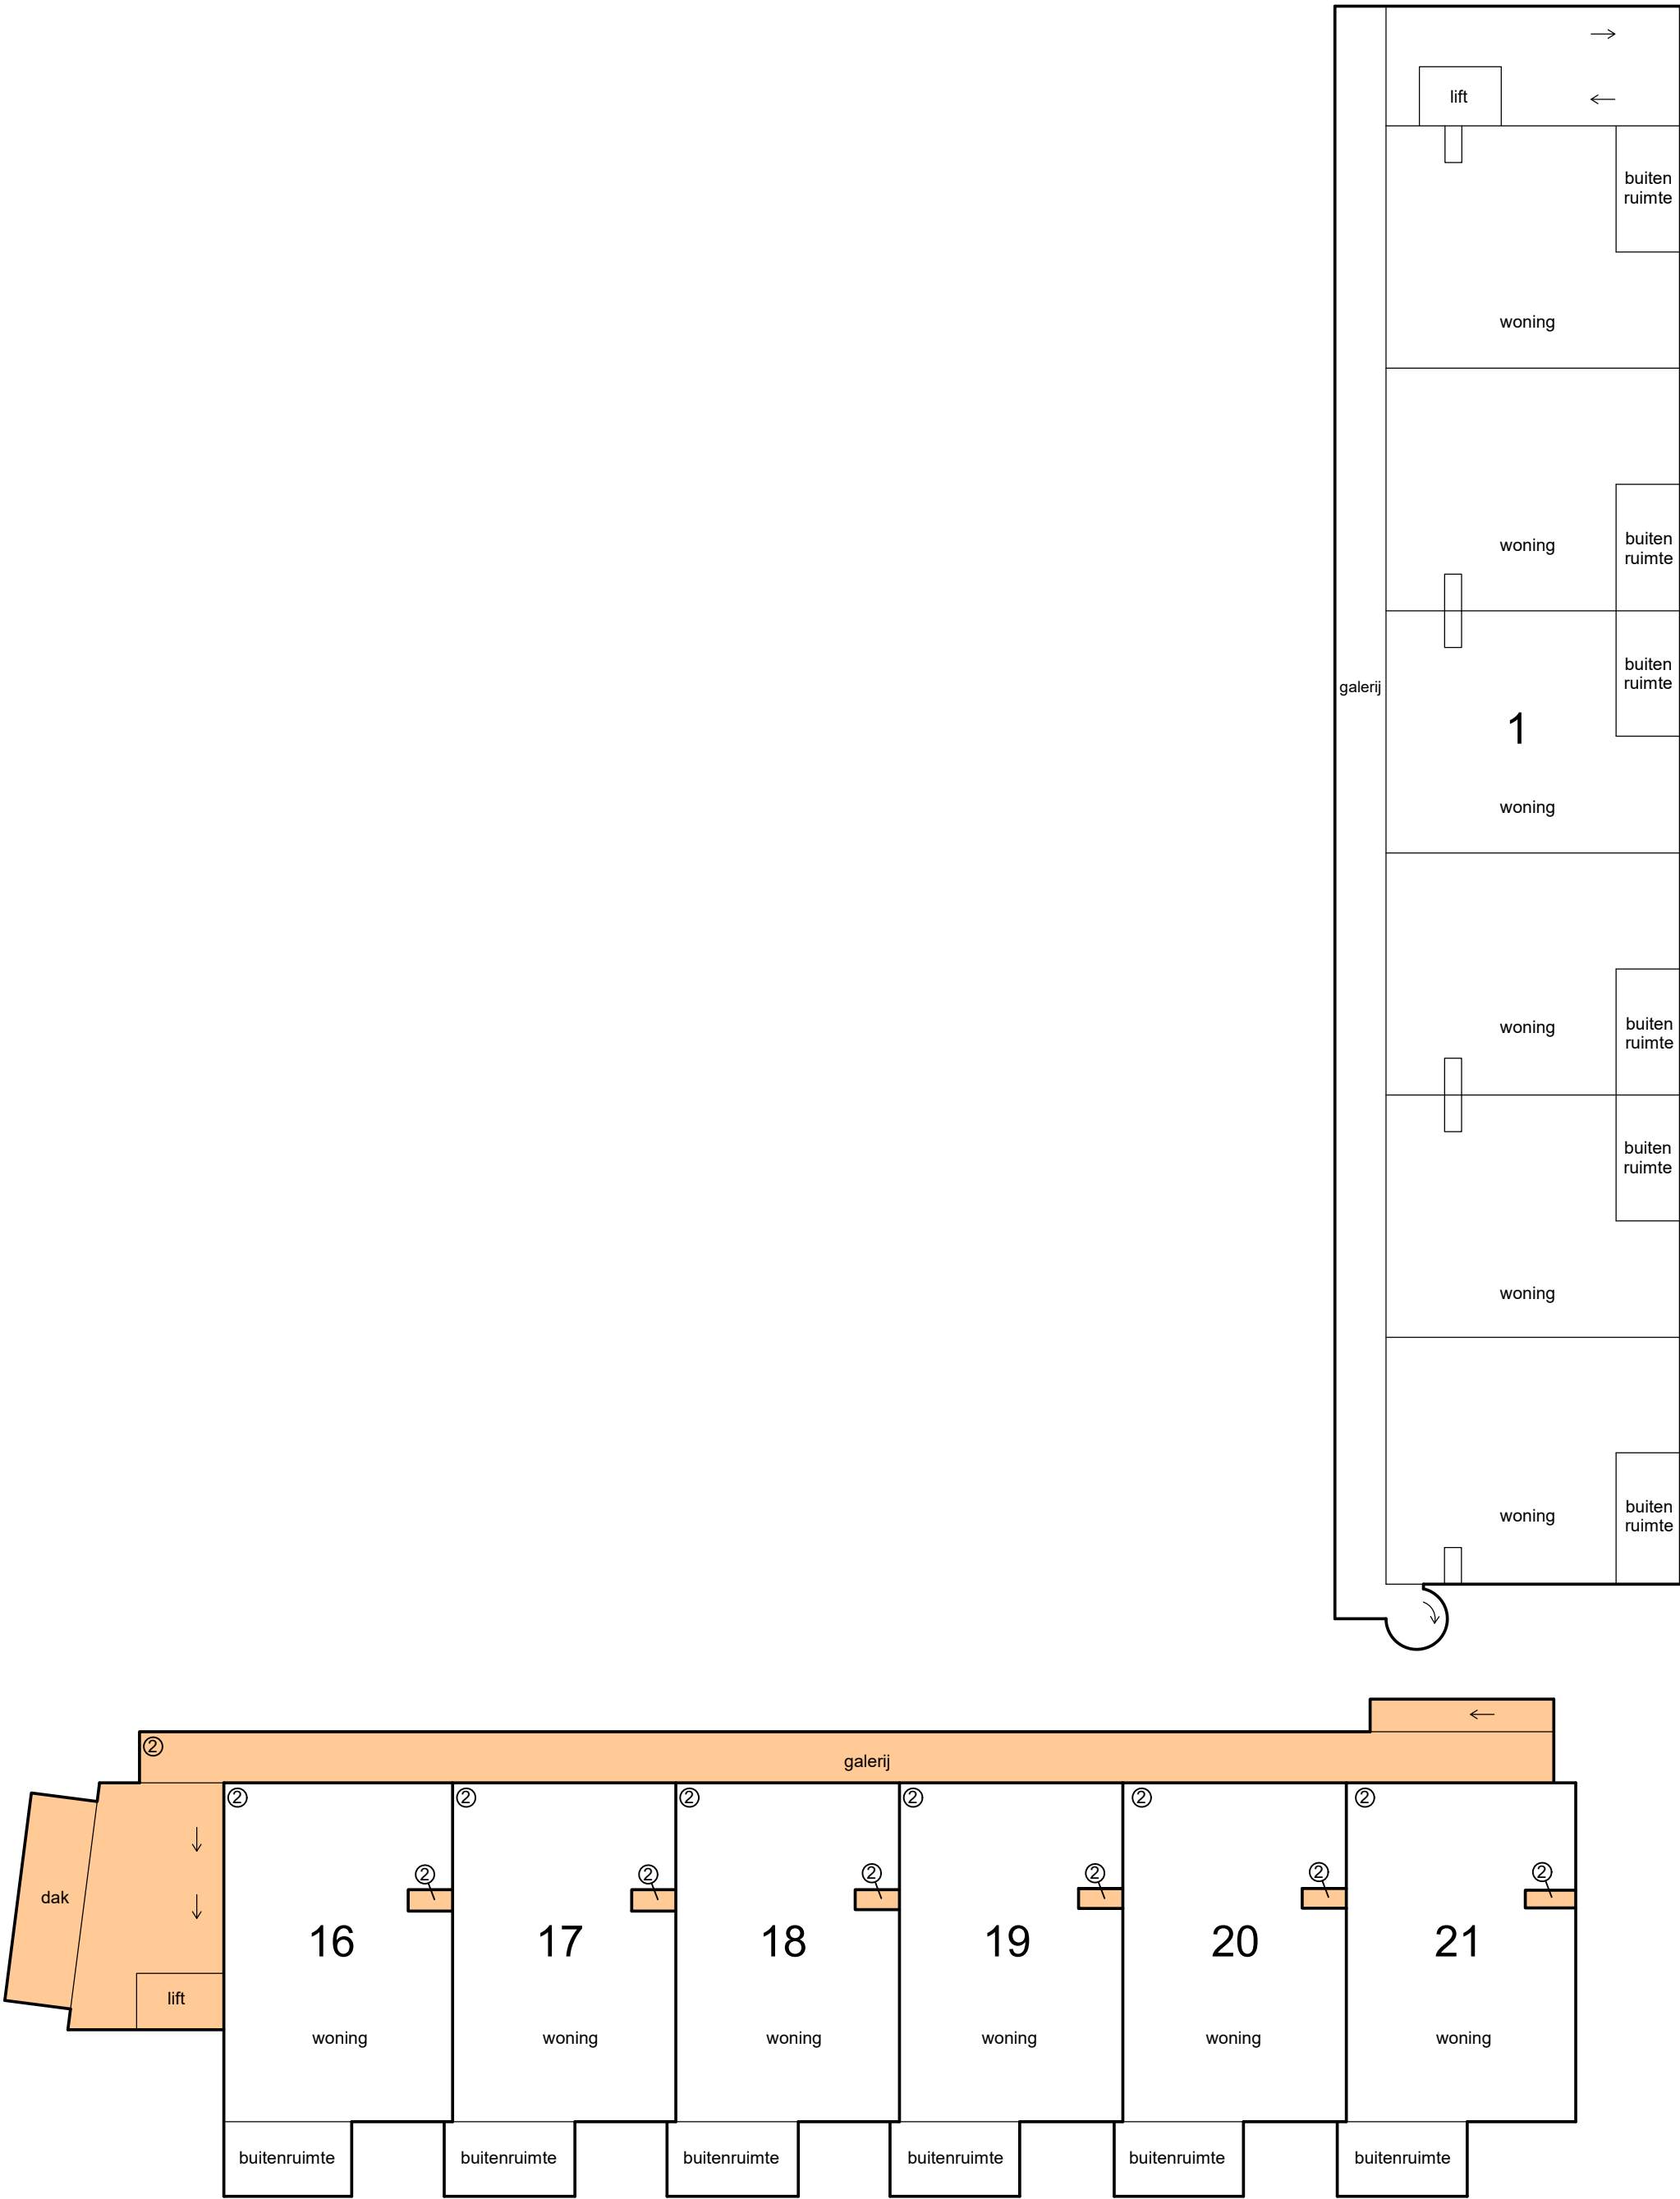 lift
buiten
ruimte
woning
woning
buiten
ruimte
buiten
ruimte
galerij
1
woning
woning
buiten
ruimte
buiten
ruimte
woning
woning
buiten
ruimte
2
galerij
2
2
2
2
2
2
2
2
2
2
2
2
dak
16
17
18
19
20
21
lift
woning
woning
woning
woning
woning
woning
buitenruimte
buitenruimte
buitenruimte
buitenruimte
buitenruimte
buitenruimte